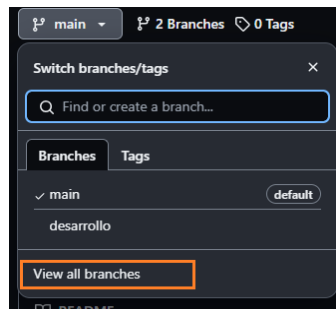 main 2 Branches 0 Tags
Switch branches/tags
Find or create a branch...
Branches Tags
main default
desarrollo
View all branches
README